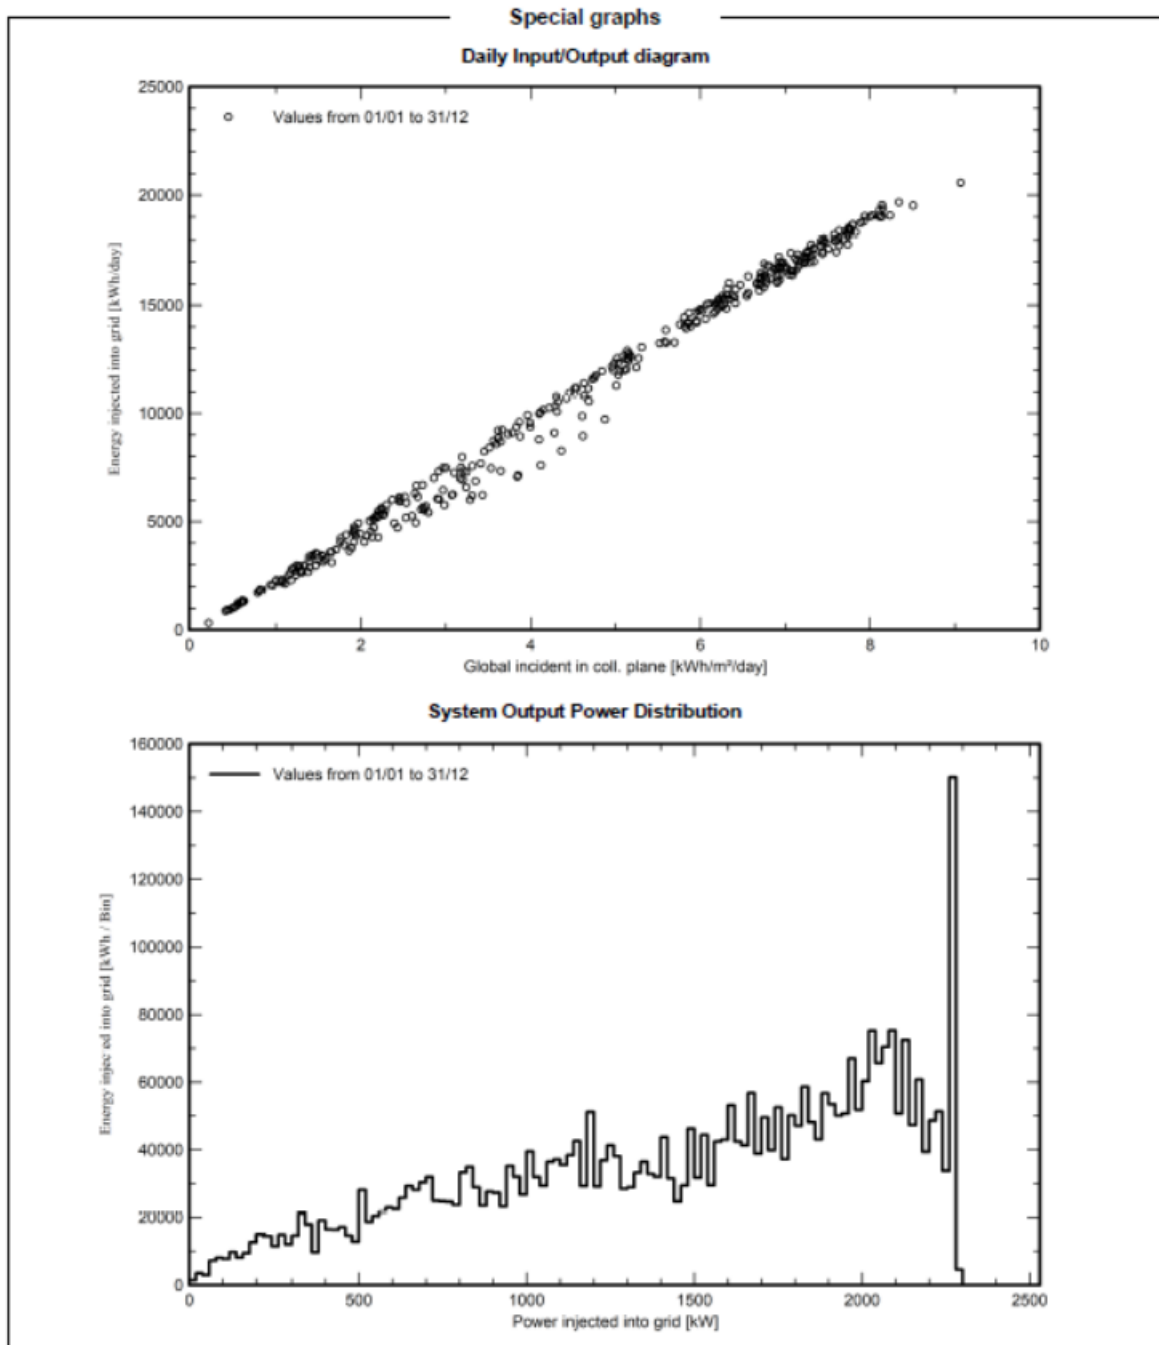 Special graphs
Daily Input/Output diagram
25000
Values from 01/01 to 31/12
20000
15000
10000
5000
0
Energy injected into grid [kWh/day]
0 2 4 6 8 10
Global incident in coll. plane [kWh/m²/day]
System Output Power Distribution
160000
Values from 01/01 to 31/12
140000
120000
100000
80000
60000
40000
20000
0
Energy injec ed into grid [kWh / Bin]
0 500 1000 1500 2000 2500
Power injected into grid [kW]